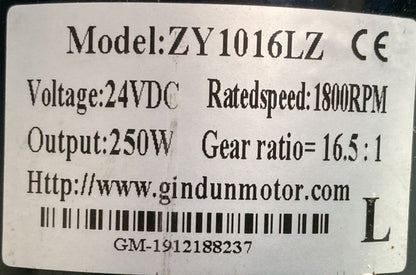 Model:ZY1016LZ CE
Voltage:24VDC Ratedspeed:1800RPM
Output:250W Gear ratio= 16.5:1
Http://www.gindunmotor.com
L
GM-1912188237